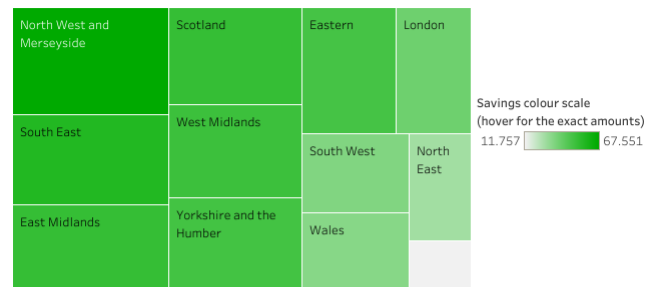 North West and
Merseyside
South East
East Midlands
Scotland
West Midlands
Yorkshire and the
Humber
Eastern
London
South West
North
East
Wales
Savings colour scale
(hover for the exact amounts)
11.757 67.551